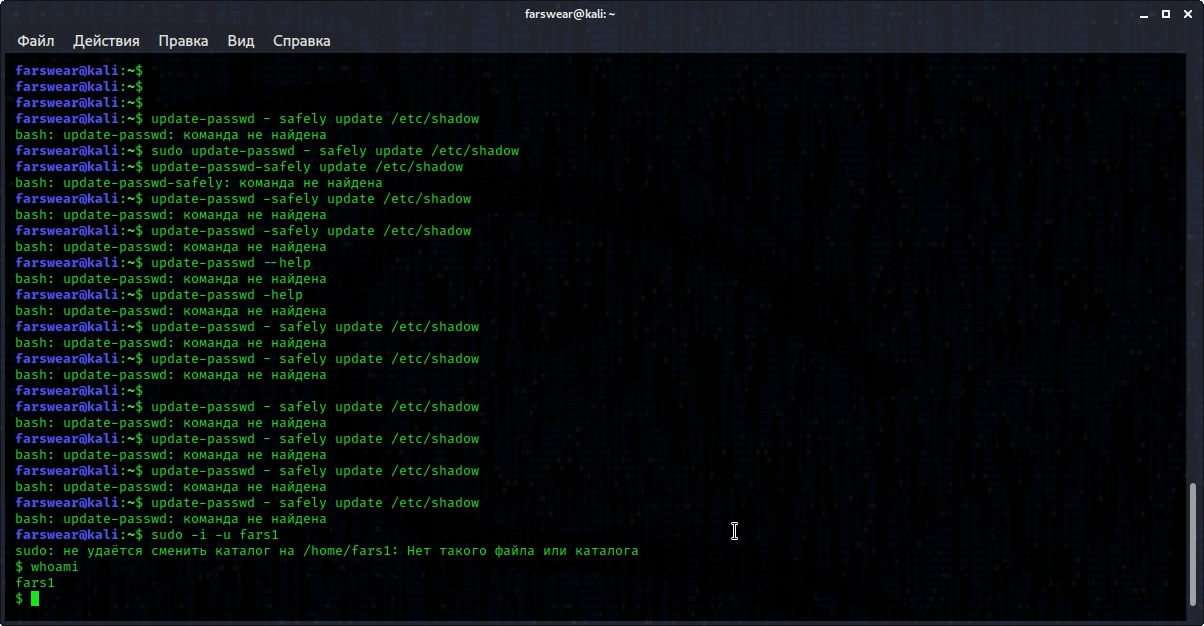 farswear@kali: ~
Файл Действия Правка Вид Справка
farswear@kali:~$
farswear@kali:~$
farswear@kali:~$
farswear@kali:~$ update-passwd - safely update /etc/shadow
bash: update-passwd: команда не найдена
farswear@kali:~$ sudo update-passwd - safely update /etc/shadow
farswear@kali:~$ update-passwd-safely update /etc/shadow
bash: update-passwd-safely: команда не найдена
farswear@kali:~$ update-passwd -safely update /etc/shadow
bash: update-passwd: команда не найдена
farswear@kali:~$ update-passwd -safely update /etc/shadow
bash: update-passwd: команда не найдена
farswear@kali:~$ update-passwd --help
bash: update-passwd: команда не найдена
farswear@kali:~$ update-passwd -help
bash: update-passwd: команда не найдена
farswear@kali:~$ update-passwd - safely update /etc/shadow
bash: update-passwd: команда не найдена
farswear@kali:~$ update-passwd - safely update /etc/shadow
bash: update-passwd: команда не найдена
farswear@kali:~$
farswear@kali:~$ update-passwd - safely update /etc/shadow
bash: update-passwd: команда не найдена
farswear@kali:~$ update-passwd - safely update /etc/shadow
bash: update-passwd: команда не найдена
farswear@kali:~$ update-passwd - safely update /etc/shadow
bash: update-passwd: команда не найдена
farswear@kali:~$ update-passwd - safely update /etc/shadow
bash: update-passwd: команда не найдена
farswear@kali:~$ sudo -i -u fars1
sudo: не удаётся сменить каталог на /home/fars1: Нет такого файла или каталога
$ whoami
fars1
$